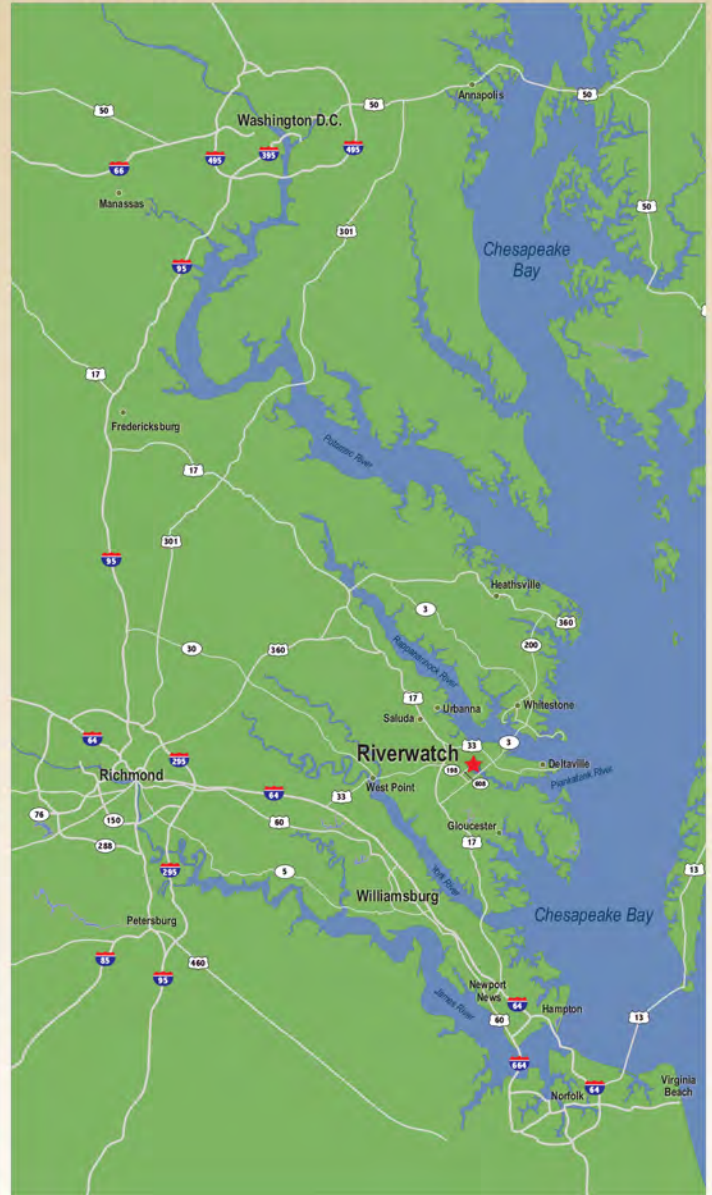 50
Washington D.C.
50
Annapolis
50
495
395
495
66
Manassas
50
301
Chesapeake
Bay
95
17
Fredericksburg
Potomac River
17
301
95
Heathsville
3
360
30
360
200
Rappahannock River
17
Urbanna
Whitestone
Saluda
64
33
3
295
Riverwatch
Deltaville
198
Richmond
West Point
608
Piankatank River
64
33
76
150
60
Gloucester
288
17
13
295
5
York River
Williamsburg
Chesapeake Bay
Petersburg
85
95
460
Newport
News
James River
64
Hampton
60
13
664
Virginia
Beach
64
Norfolk